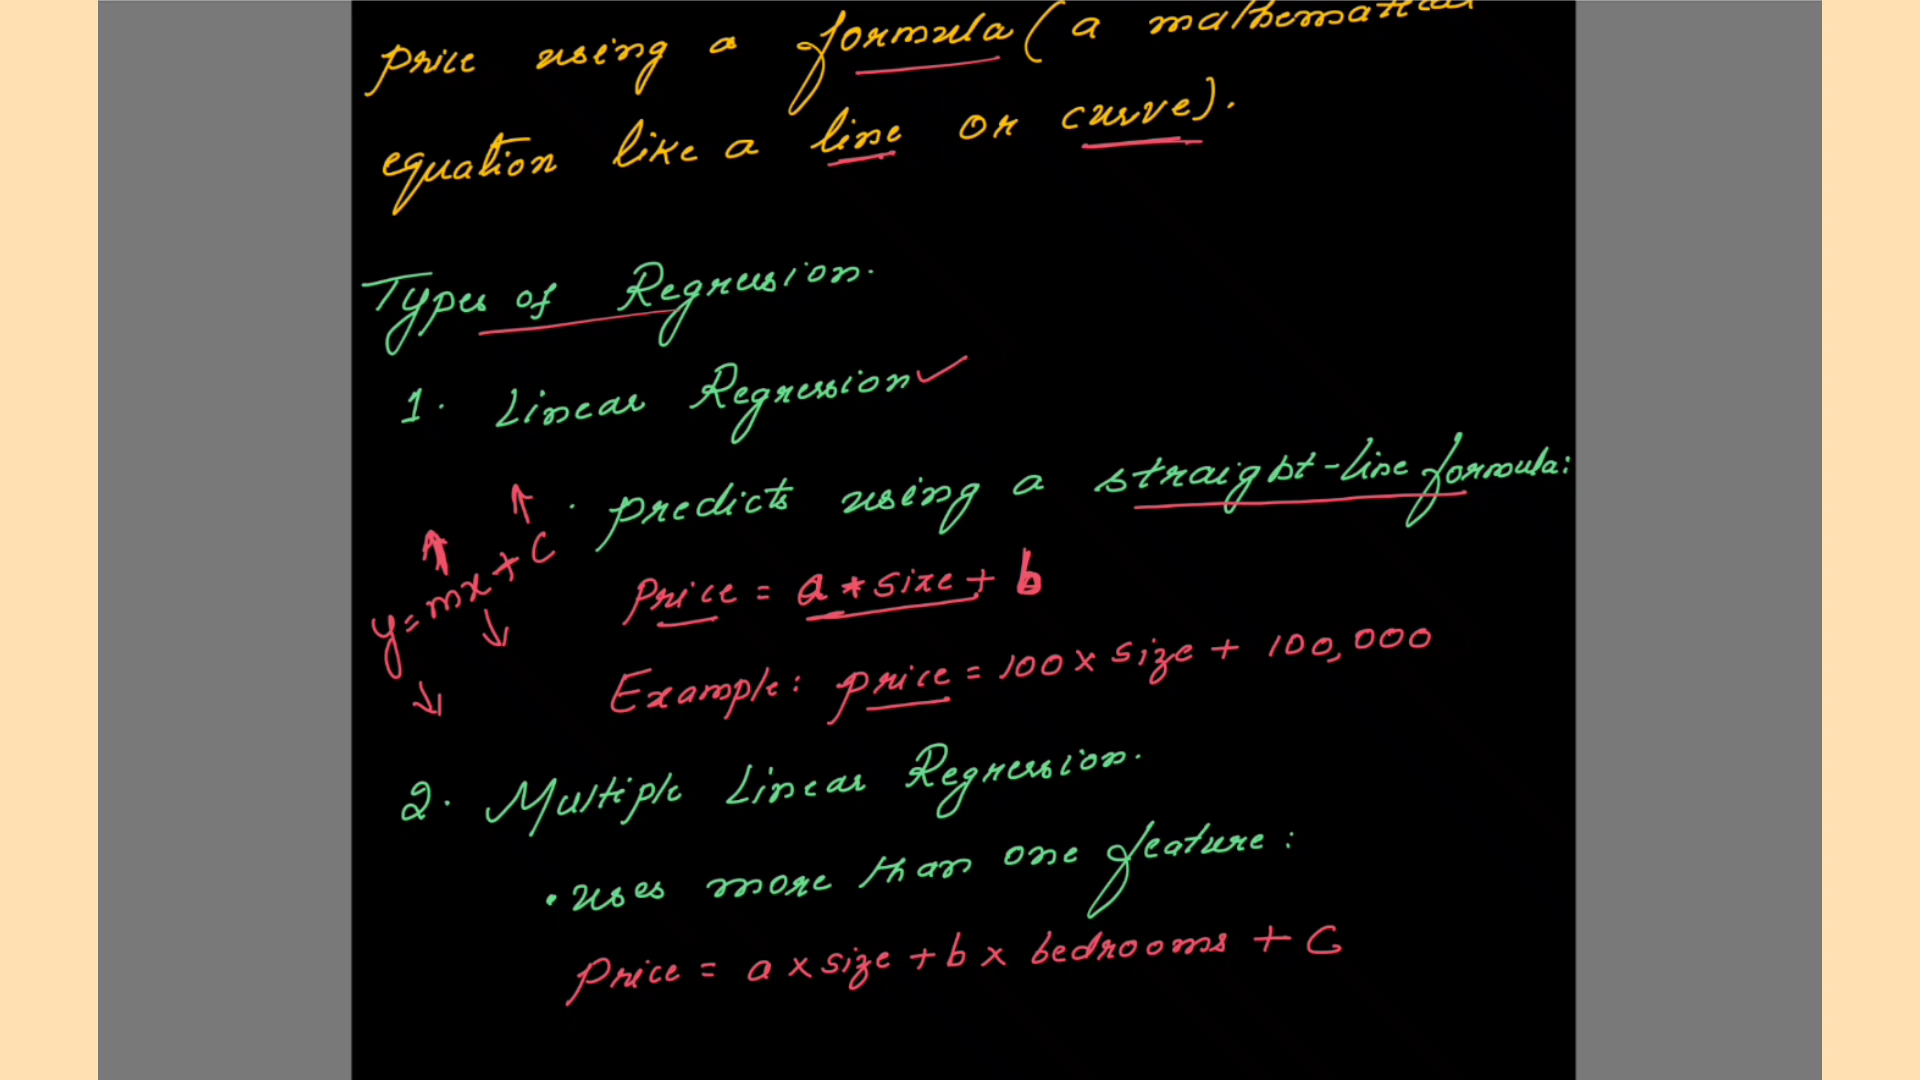 price using a formula ( a mathematical
equation like a line or curve).
Types of Regression.
1. Linear Regression
• predicts using a straight-line formula:
y = mx + c
Price = a * size + b
Example: price = 100 x size + 100,000
2. Multiple Linear Regression.
• uses more than one feature:
Price = a x size + b x bedrooms + C